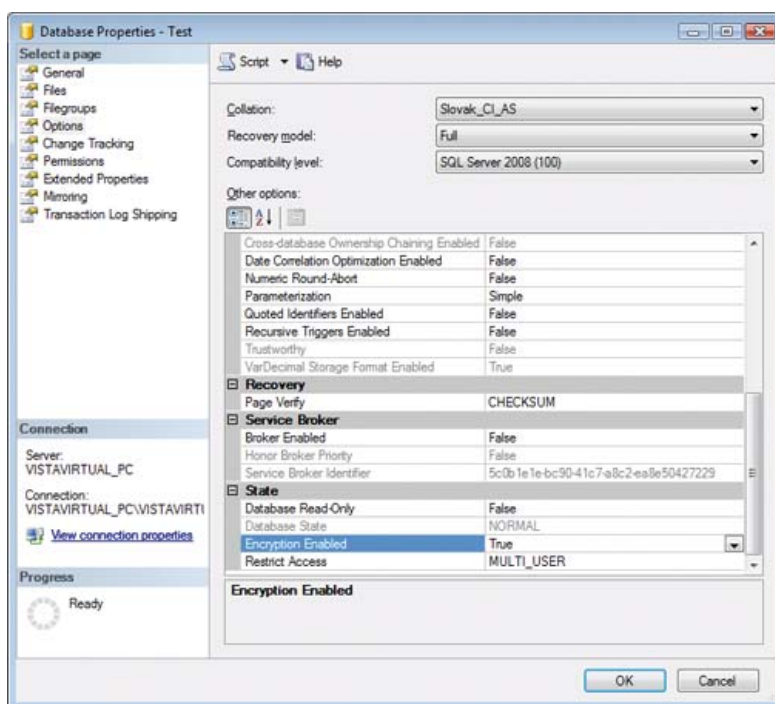 Database Properties - Test
Select a page
General
Files
Filegroups
Options
Change Tracking
Permissions
Extended Properties
Mirroring
Transaction Log Shipping
Connection
Server:
VISTAVIRTUAL_PC
Connection:
VISTAVIRTUAL_PC\VISTAVIRTU
View connection properties
Progress
Ready
Script Help
Collation: Slovak_CI_AS
Recovery model: Full
Compatibility level: SQL Server 2008 (100)
Other options:
Cross-database Ownership Chaining Enabled False
Date Correlation Optimization Enabled False
Numeric Round-Abort False
Parameterization Simple
Quoted Identifiers Enabled False
Recursive Triggers Enabled False
Trustworthy False
VarDecimal Storage Format Enabled True
Recovery
Page Verify CHECKSUM
Service Broker
Broker Enabled False
Honor Broker Priority False
Service Broker Identifier 5c0b1e1e-bc90-41c7-a8c2-ea8e50427229
State
Database Read-Only False
Database State NORMAL
Encryption Enabled True
Restrict Access MULTI_USER
Encryption Enabled
OK Cancel